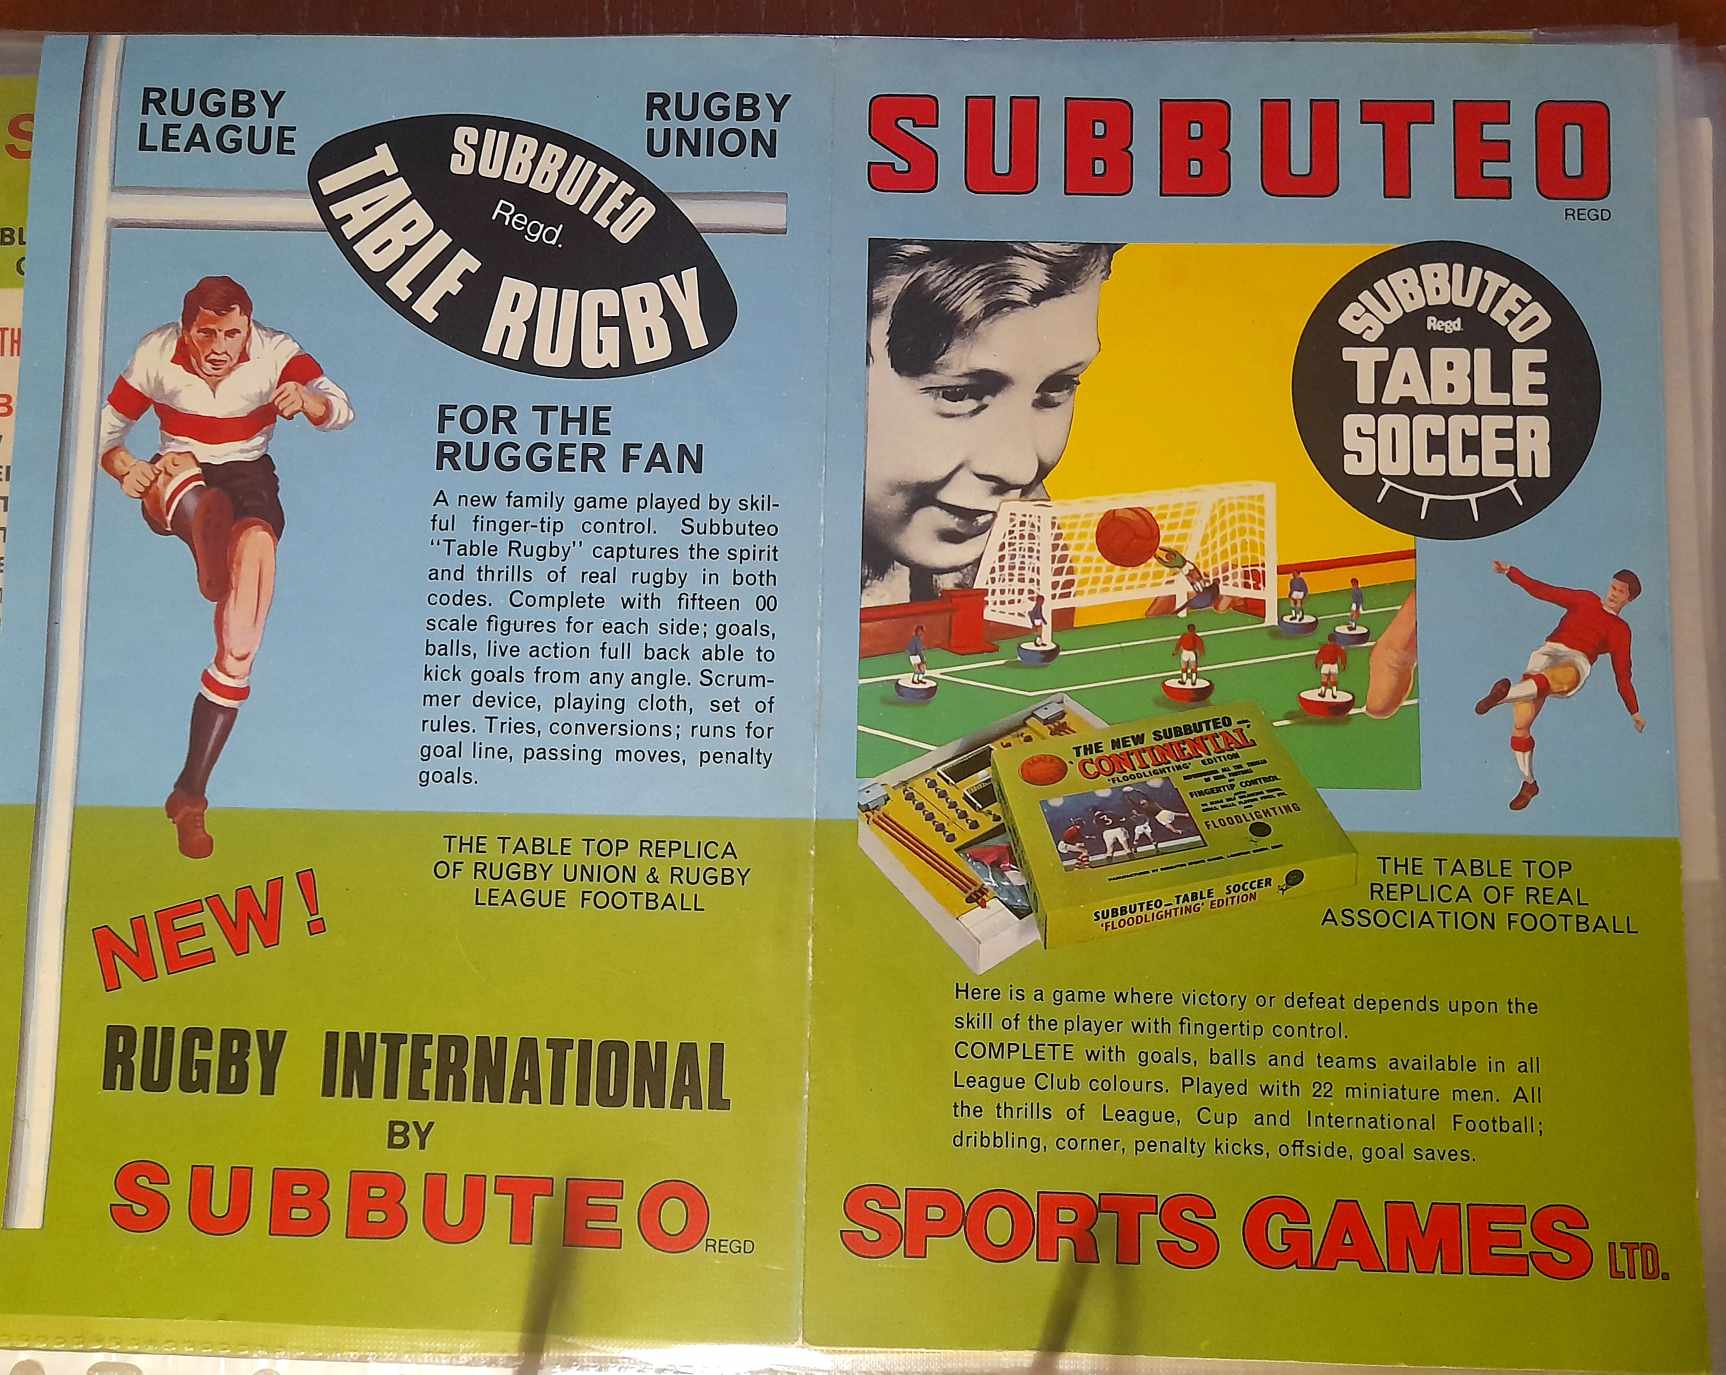 RUGBY
LEAGUE
RUGBY
UNION
SUBBUTEO
Regd.
TABLE RUGBY
FOR THE
RUGGER FAN
A new family game played by skil-
ful finger-tip control. Subbuteo
“Table Rugby” captures the spirit
and thrills of real rugby in both
codes. Complete with fifteen 00
scale figures for each side; goals,
balls, live action full back able to
kick goals from any angle. Scrum-
mer device, playing cloth, set of
rules. Tries, conversions; runs for
goal line, passing moves, penalty
goals.
THE TABLE TOP REPLICA
OF RUGBY UNION & RUGBY
LEAGUE FOOTBALL
NEW!
RUGBY INTERNATIONAL
BY
SUBBUTEO
REGD
SUBBUTEO
REGD
SUBBUTEO
Regd.
TABLE
SOCCER
THE NEW SUBBUTEO
'CONTINENTAL'
'FLOODLIGHTING' EDITION
FINGERTIP CONTROL
FLOODLIGHTING
SUBBUTEO-TABLE SOCCER
'FLOODLIGHTING' EDITION
THE TABLE TOP
REPLICA OF REAL
ASSOCIATION FOOTBALL
Here is a game where victory or defeat depends upon the
skill of the player with fingertip control.
COMPLETE with goals, balls and teams available in all
League Club colours. Played with 22 miniature men. All
the thrills of League, Cup and International Football;
dribbling, corner, penalty kicks, offside, goal saves.
SPORTS GAMES LTD.